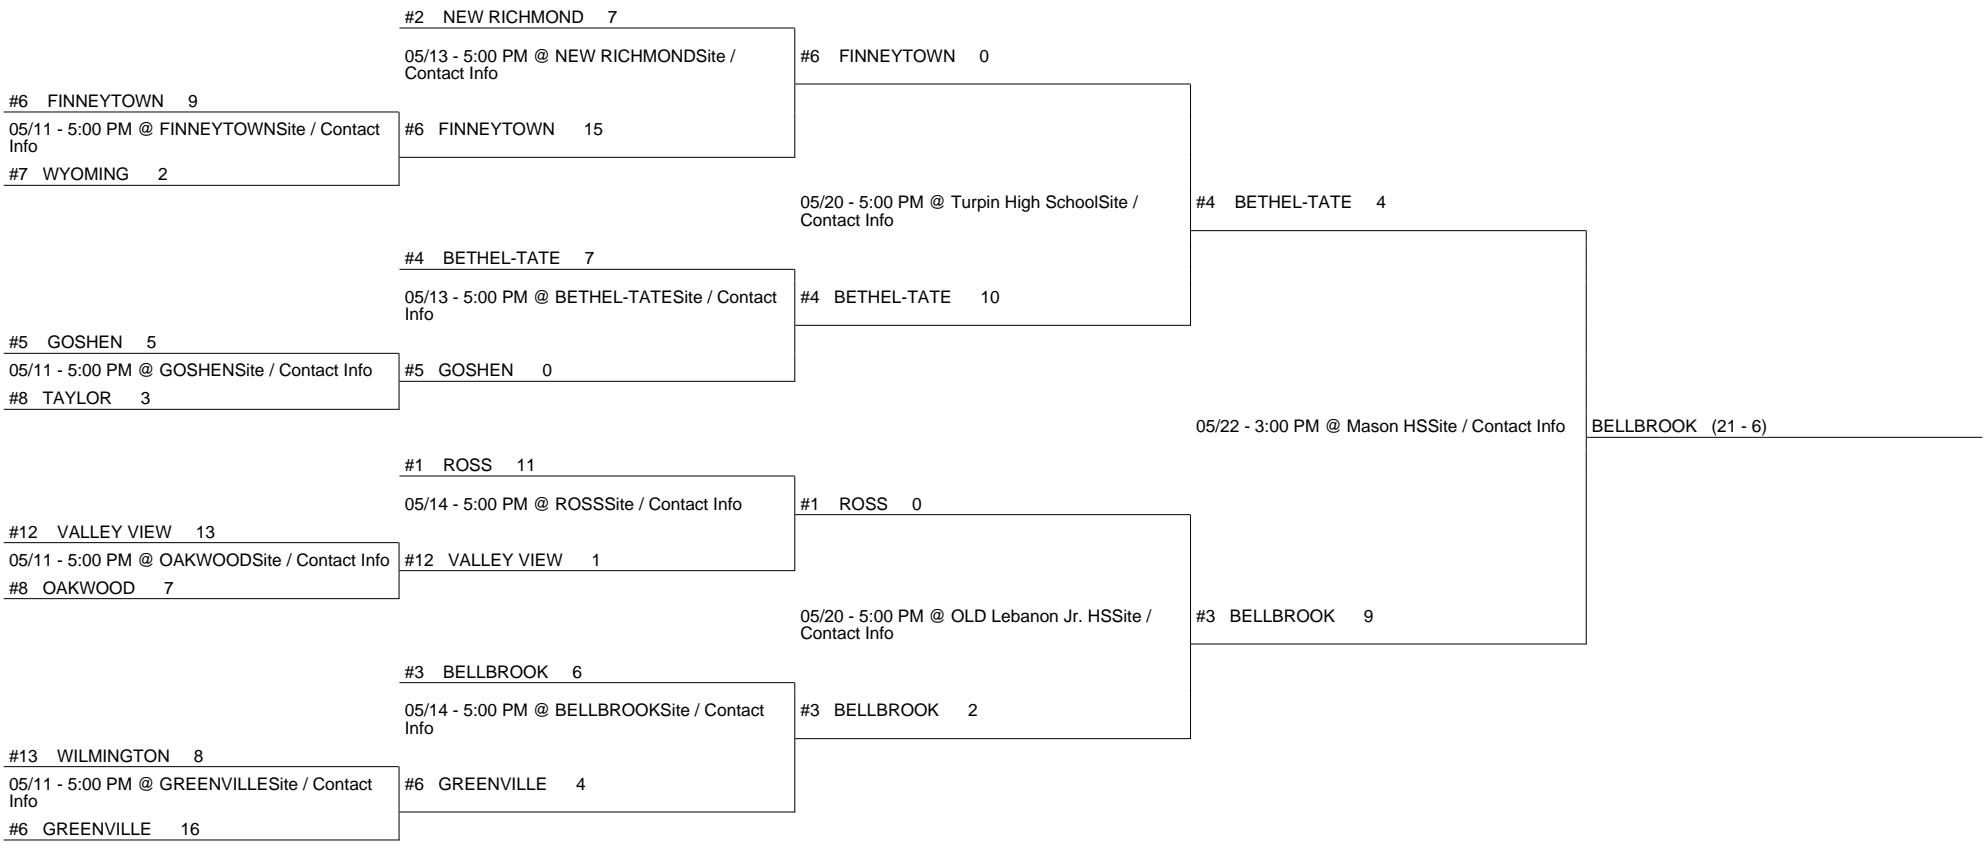 #2 NEW RICHMOND 7
05/13 - 5:00 PM @ NEW RICHMONDSite /
Contact Info
#6 FINNEYTOWN 0
#6 FINNEYTOWN 9
05/11 - 5:00 PM @ FINNEYTOWNSite / Contact
Info
#6 FINNEYTOWN 15
#7 WYOMING 2
05/20 - 5:00 PM @ Turpin High SchoolSite /
Contact Info
#4 BETHEL-TATE 4
#4 BETHEL-TATE 7
05/13 - 5:00 PM @ BETHEL-TATESite / Contact
Info
#4 BETHEL-TATE 10
#5 GOSHEN 5
05/11 - 5:00 PM @ GOSHENSite / Contact Info
#5 GOSHEN 0
#8 TAYLOR 3
05/22 - 3:00 PM @ Mason HSSite / Contact Info
BELLBROOK (21 - 6)
#1 ROSS 11
05/14 - 5:00 PM @ ROSSSite / Contact Info
#1 ROSS 0
#12 VALLEY VIEW 13
05/11 - 5:00 PM @ OAKWOODSite / Contact Info
#12 VALLEY VIEW 1
#8 OAKWOOD 7
05/20 - 5:00 PM @ OLD Lebanon Jr. HSSite /
Contact Info
#3 BELLBROOK 9
#3 BELLBROOK 6
05/14 - 5:00 PM @ BELLBROOKSite / Contact
Info
#3 BELLBROOK 2
#13 WILMINGTON 8
05/11 - 5:00 PM @ GREENVILLESite / Contact
Info
#6 GREENVILLE 4
#6 GREENVILLE 16